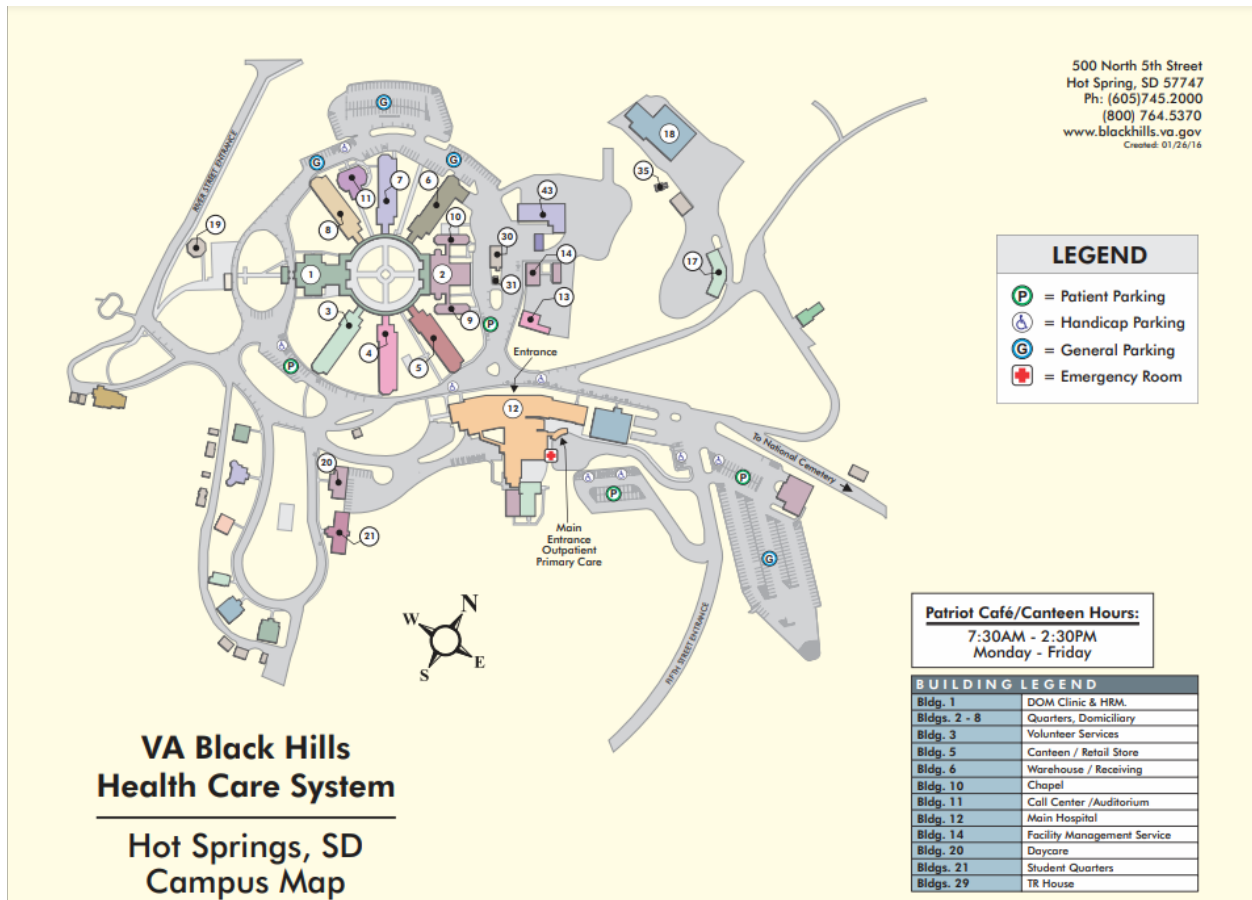 500 North 5th Street
Hot Spring, SD 57747
Ph: (605)745.2000
(800) 764.5370
www.blackhills.va.gov
Created: 01/26/16
G
18
RIVER STREET ENTRANCE
G
G
35
7
6
11
43
8
10
19
30
14
17
1
2
31
13
3
9
4
P
5
P
Entrance
12
To National Cemetery
20
P
P
21
Main
Entrance
Outpatient
Primary Care
G
FIFTH STREET ENTRANCE
N
W
E
S
LEGEND
P = Patient Parking
= Handicap Parking
G = General Parking
= Emergency Room
Patriot Café/Canteen Hours:
7:30AM - 2:30PM
Monday - Friday
BUILDING LEGEND
Bldg. 1 DOM Clinic & HRM.
Bldgs. 2 - 8 Quarters, Domiciliary
Bldg. 3 Volunteer Services
Bldg. 5 Canteen / Retail Store
Bldg. 6 Warehouse / Receiving
Bldg. 10 Chapel
Bldg. 11 Call Center /Auditorium
Bldg. 12 Main Hospital
Bldg. 14 Facility Management Service
Bldg. 20 Daycare
Bldgs. 21 Student Quarters
Bldgs. 29 TR House
VA Black Hills
Health Care System
Hot Springs, SD
Campus Map